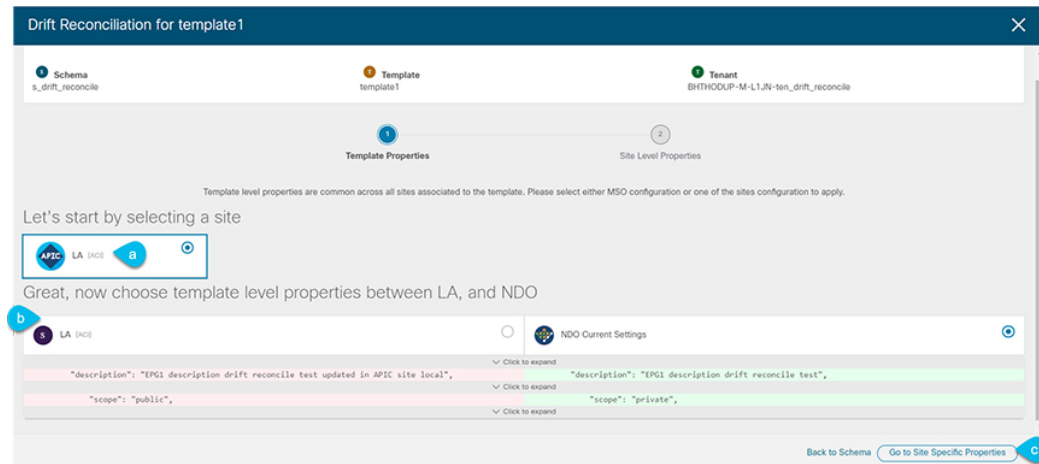 Drift Reconciliation for template1
S Schema
s_drift_reconcile
T Template
template1
T Tenant
BHTHODUP-M-L1JN-ten_drift_reconcile
1
Template Properties
2
Site Level Properties
Template level properties are common across all sites associated to the template. Please select either MSO configuration or one of the sites configuration to apply.
Let's start by selecting a site
APIC LA (ACI) a
Great, now choose template level properties between LA, and NDO
b
S LA (ACI)
NDO Current Settings
Click to expand
"description": "EPG1 description drift reconcile test updated in APIC site local",
"description": "EPG1 description drift reconcile test",
Click to expand
"scope": "public",
"scope": "private",
Click to expand
Back to Schema Go to Site Specific Properties c